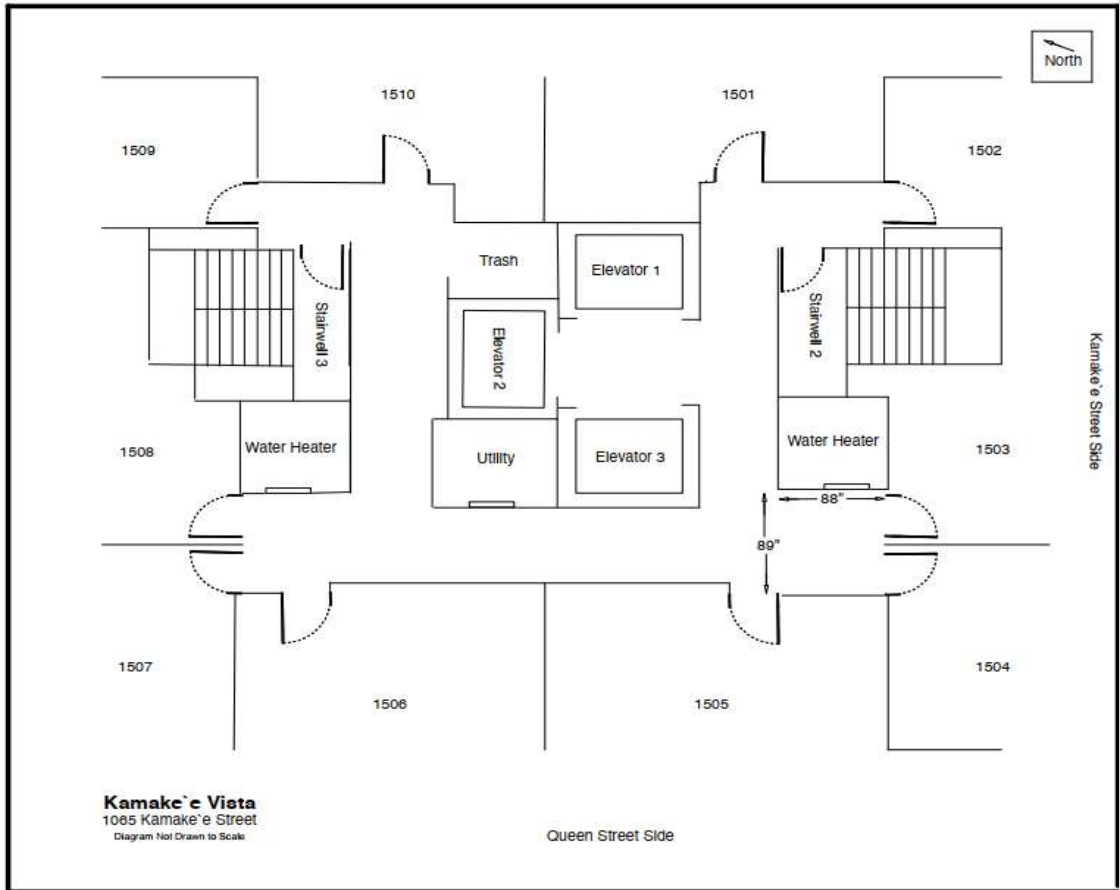 North
1510
1501
1509
1502
Trash
Elevator 1
Stairwell 3
Elevator 2
Stairwell 2
Kamake`e Street Side
1508
Water Heater
Utility
Elevator 3
Water Heater
1503
88"
89"
1507
1504
1506
1505
Kamake`e Vista
1065 Kamake`e Street
Diagram Not Drawn to Scale
Queen Street Side